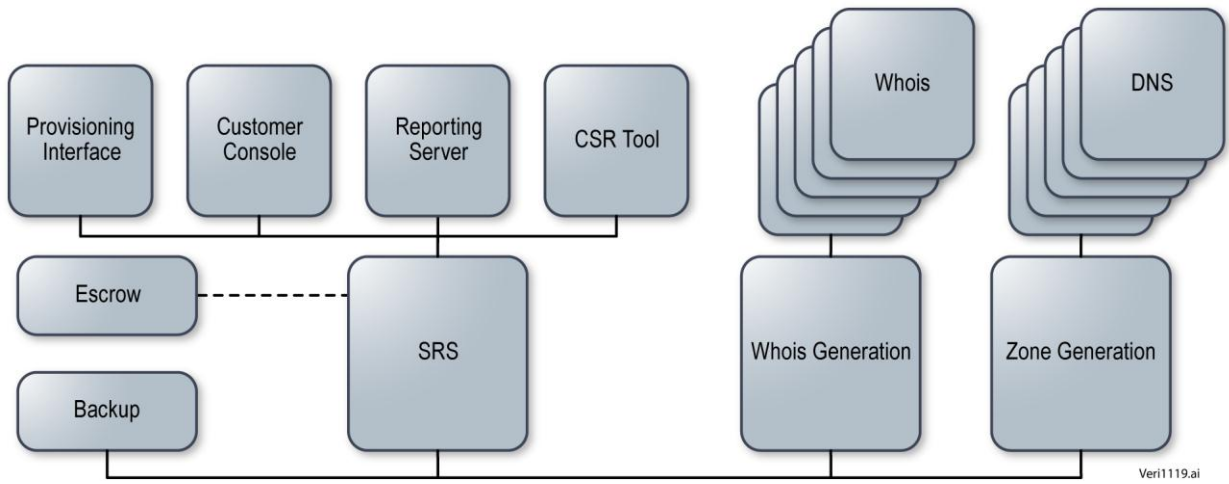 Provisioning
Interface
Customer
Console
Reporting
Server
CSR Tool
Whois
DNS
Escrow
SRS
Whois Generation
Zone Generation
Backup
Veri1119.ai